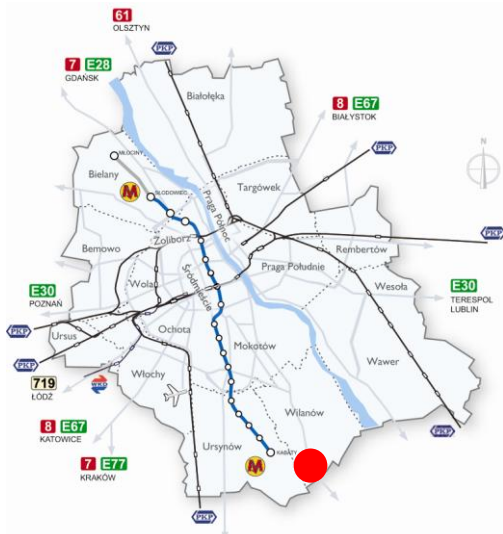 61
OLSZTYN
PKP
7 E28
GDAŃSK
Białołęka
8 E67
BIAŁYSTOK
PKP
MŁOCINY
Bielany
SŁODOWIEC
M
Praga Północ
Targówek
PKP
Żoliborz
Bemowo
Rembertów
Śródmieście
Praga Południe
Wola
Wesoła
E30
POZNAŃ
E30
TERESPOL
LUBLIN
PKP
Ursus
Ochota
Mokotów
Wawer
PKP
719
ŁÓDŹ
WKD
Włochy
Wilanów
8 E67
KATOWICE
PKP
Ursynów
KABATY
M
7 E77
KRAKÓW
PKP